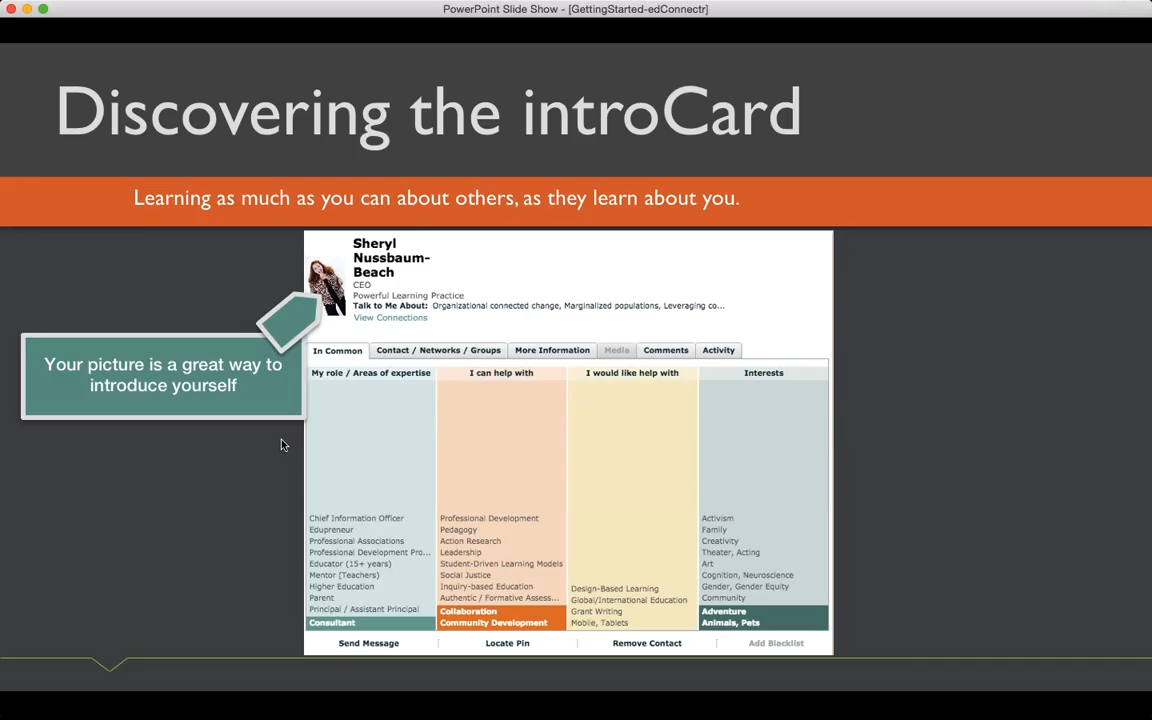 PowerPoint Slide Show - [GettingStarted-edConnectr]
Discovering the introCard
Learning as much as you can about others, as they learn about you.
Sheryl
Nussbaum-
Beach
CEO
Powerful Learning Practice
Talk to Me About: Organizational connected change, Marginalized populations, Leveraging co...
View Connections
Your picture is a great way to
introduce yourself
In Common
Contact / Networks / Groups
More Information
Media
Comments
Activity
My role / Areas of expertise
Chief Information Officer
Edupreneur
Professional Associations
Professional Development Pro...
Educator (15+ years)
Mentor (Teachers)
Higher Education
Parent
Principal / Assistant Principal
Consultant
I can help with
Professional Development
Pedagogy
Action Research
Leadership
Student-Driven Learning Models
Social Justice
Inquiry-based Education
Authentic / Formative Assess...
Collaboration
Community Development
I would like help with
Design-Based Learning
Global/International Education
Grant Writing
Mobile, Tablets
Interests
Activism
Family
Creativity
Theater, Acting
Art
Cognition, Neuroscience
Gender, Gender Equity
Community
Adventure
Animals, Pets
Send Message
Locate Pin
Remove Contact
Add Blacklist